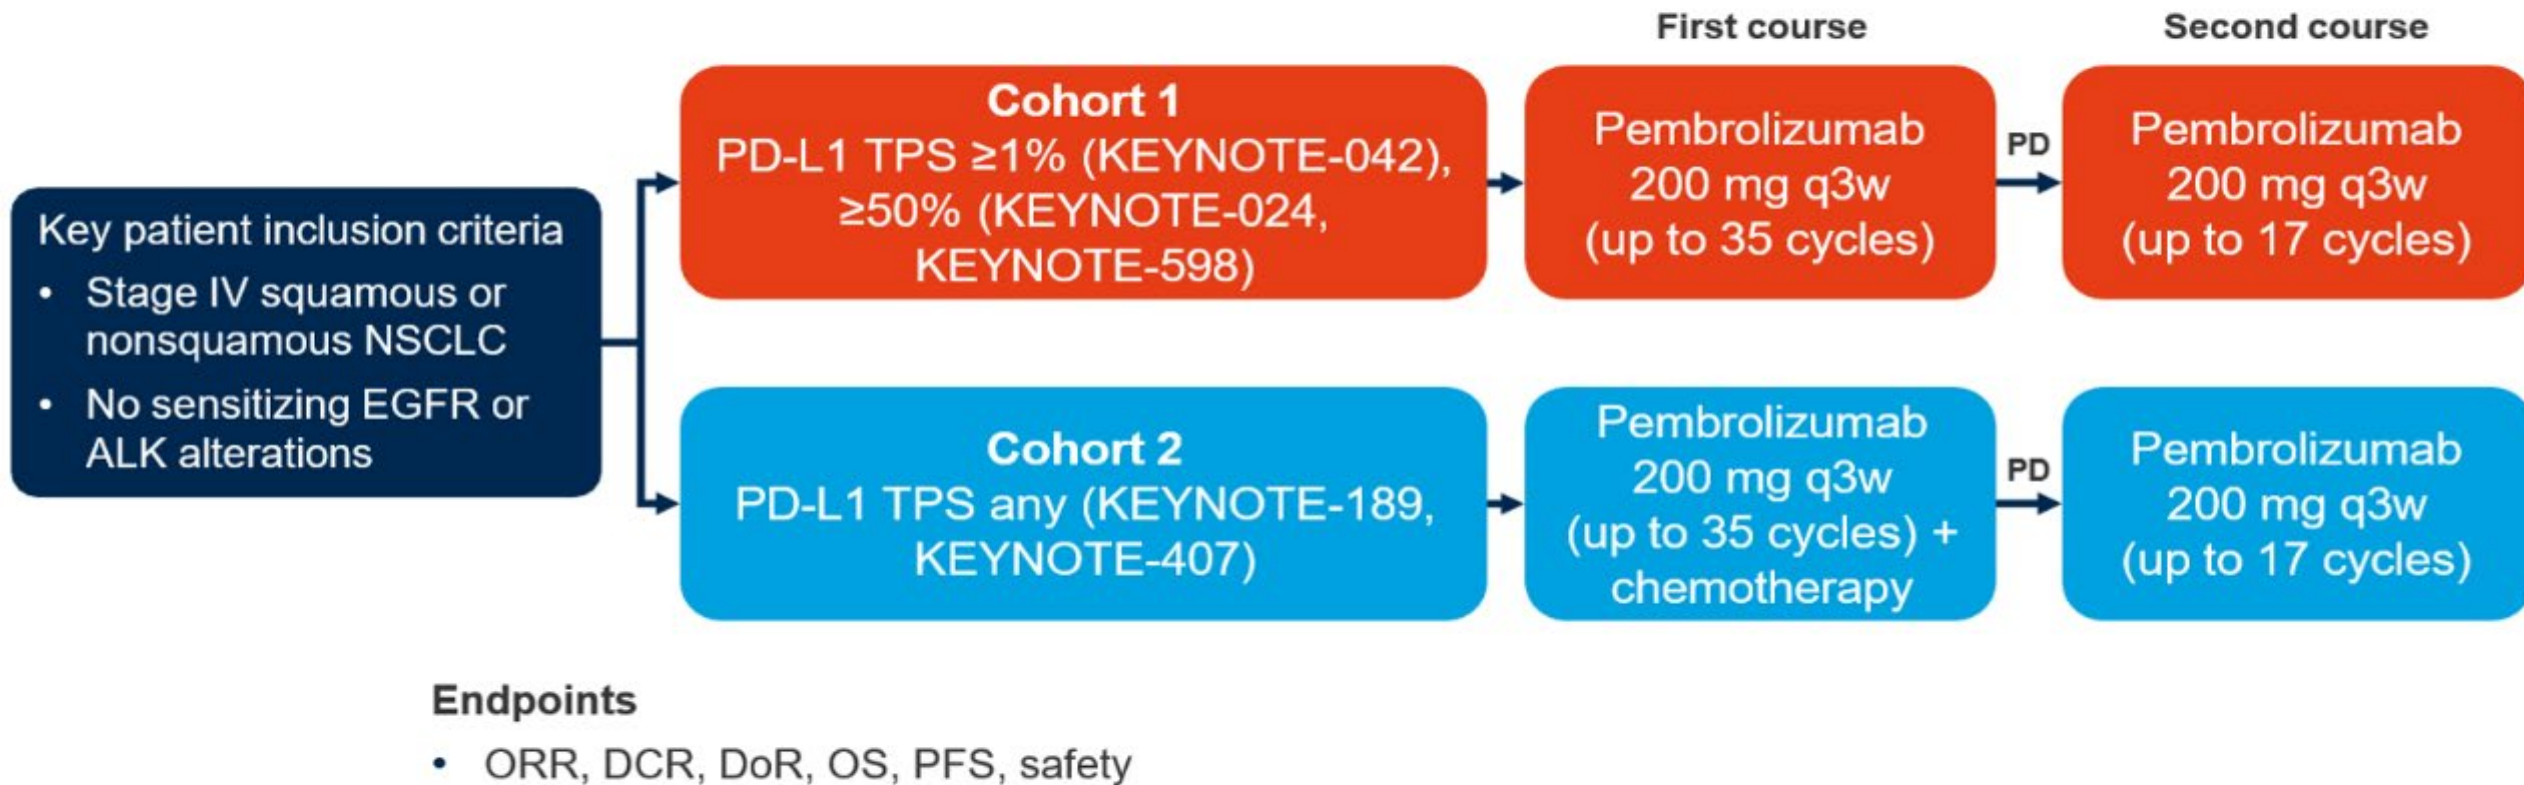 First course
Second course
Key patient inclusion criteria
• Stage IV squamous or
nonsquamous NSCLC
• No sensitizing EGFR or
ALK alterations
Cohort 1
PD-L1 TPS ≥1% (KEYNOTE-042),
≥50% (KEYNOTE-024,
KEYNOTE-598)
Pembrolizumab
200 mg q3w
(up to 35 cycles)
PD
Pembrolizumab
200 mg q3w
(up to 17 cycles)
Cohort 2
PD-L1 TPS any (KEYNOTE-189,
KEYNOTE-407)
Pembrolizumab
200 mg q3w
(up to 35 cycles) +
chemotherapy
PD
Pembrolizumab
200 mg q3w
(up to 17 cycles)
Endpoints
• ORR, DCR, DoR, OS, PFS, safety